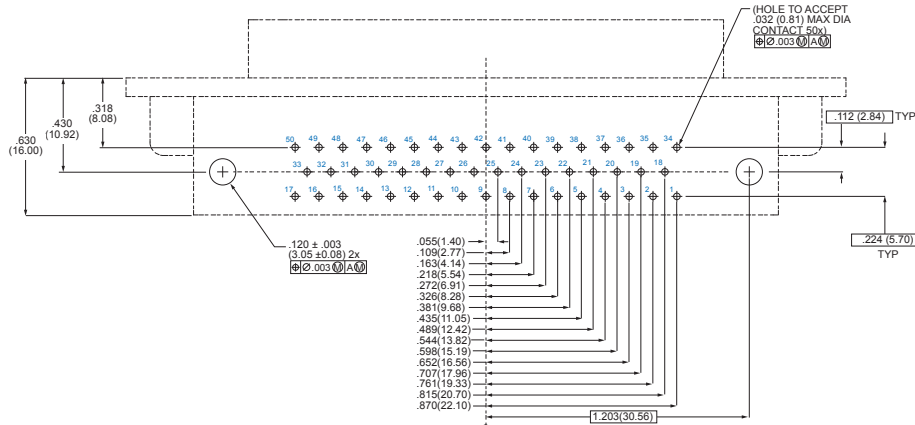 (HOLE TO ACCEPT
.032 (0.81) MAX DIA
CONTACT 50x)
⌖ Ø.003 Ⓜ A Ⓜ
.630
(16.00)
.430
(10.92)
.318
(8.08)
.112 (2.84) TYP
50 49 48 47 46 45 44 43 42 41 40 39 38 37 36 35 34
33 32 31 30 29 28 27 26 25 24 23 22 21 20 19 18
17 16 15 14 13 12 11 10 9 8 7 6 5 4 3 2 1
.224 (5.70)
TYP
.120 ± .003
(3.05 ±0.08) 2x
⌖ Ø.003 Ⓜ A Ⓜ
.055(1.40)
.109(2.77)
.163(4.14)
.218(5.54)
.272(6.91)
.326(8.28)
.381(9.68)
.435(11.05)
.489(12.42)
.544(13.82)
.598(15.19)
.652(16.56)
.707(17.96)
.761(19.33)
.815(20.70)
.870(22.10)
1.203(30.56)